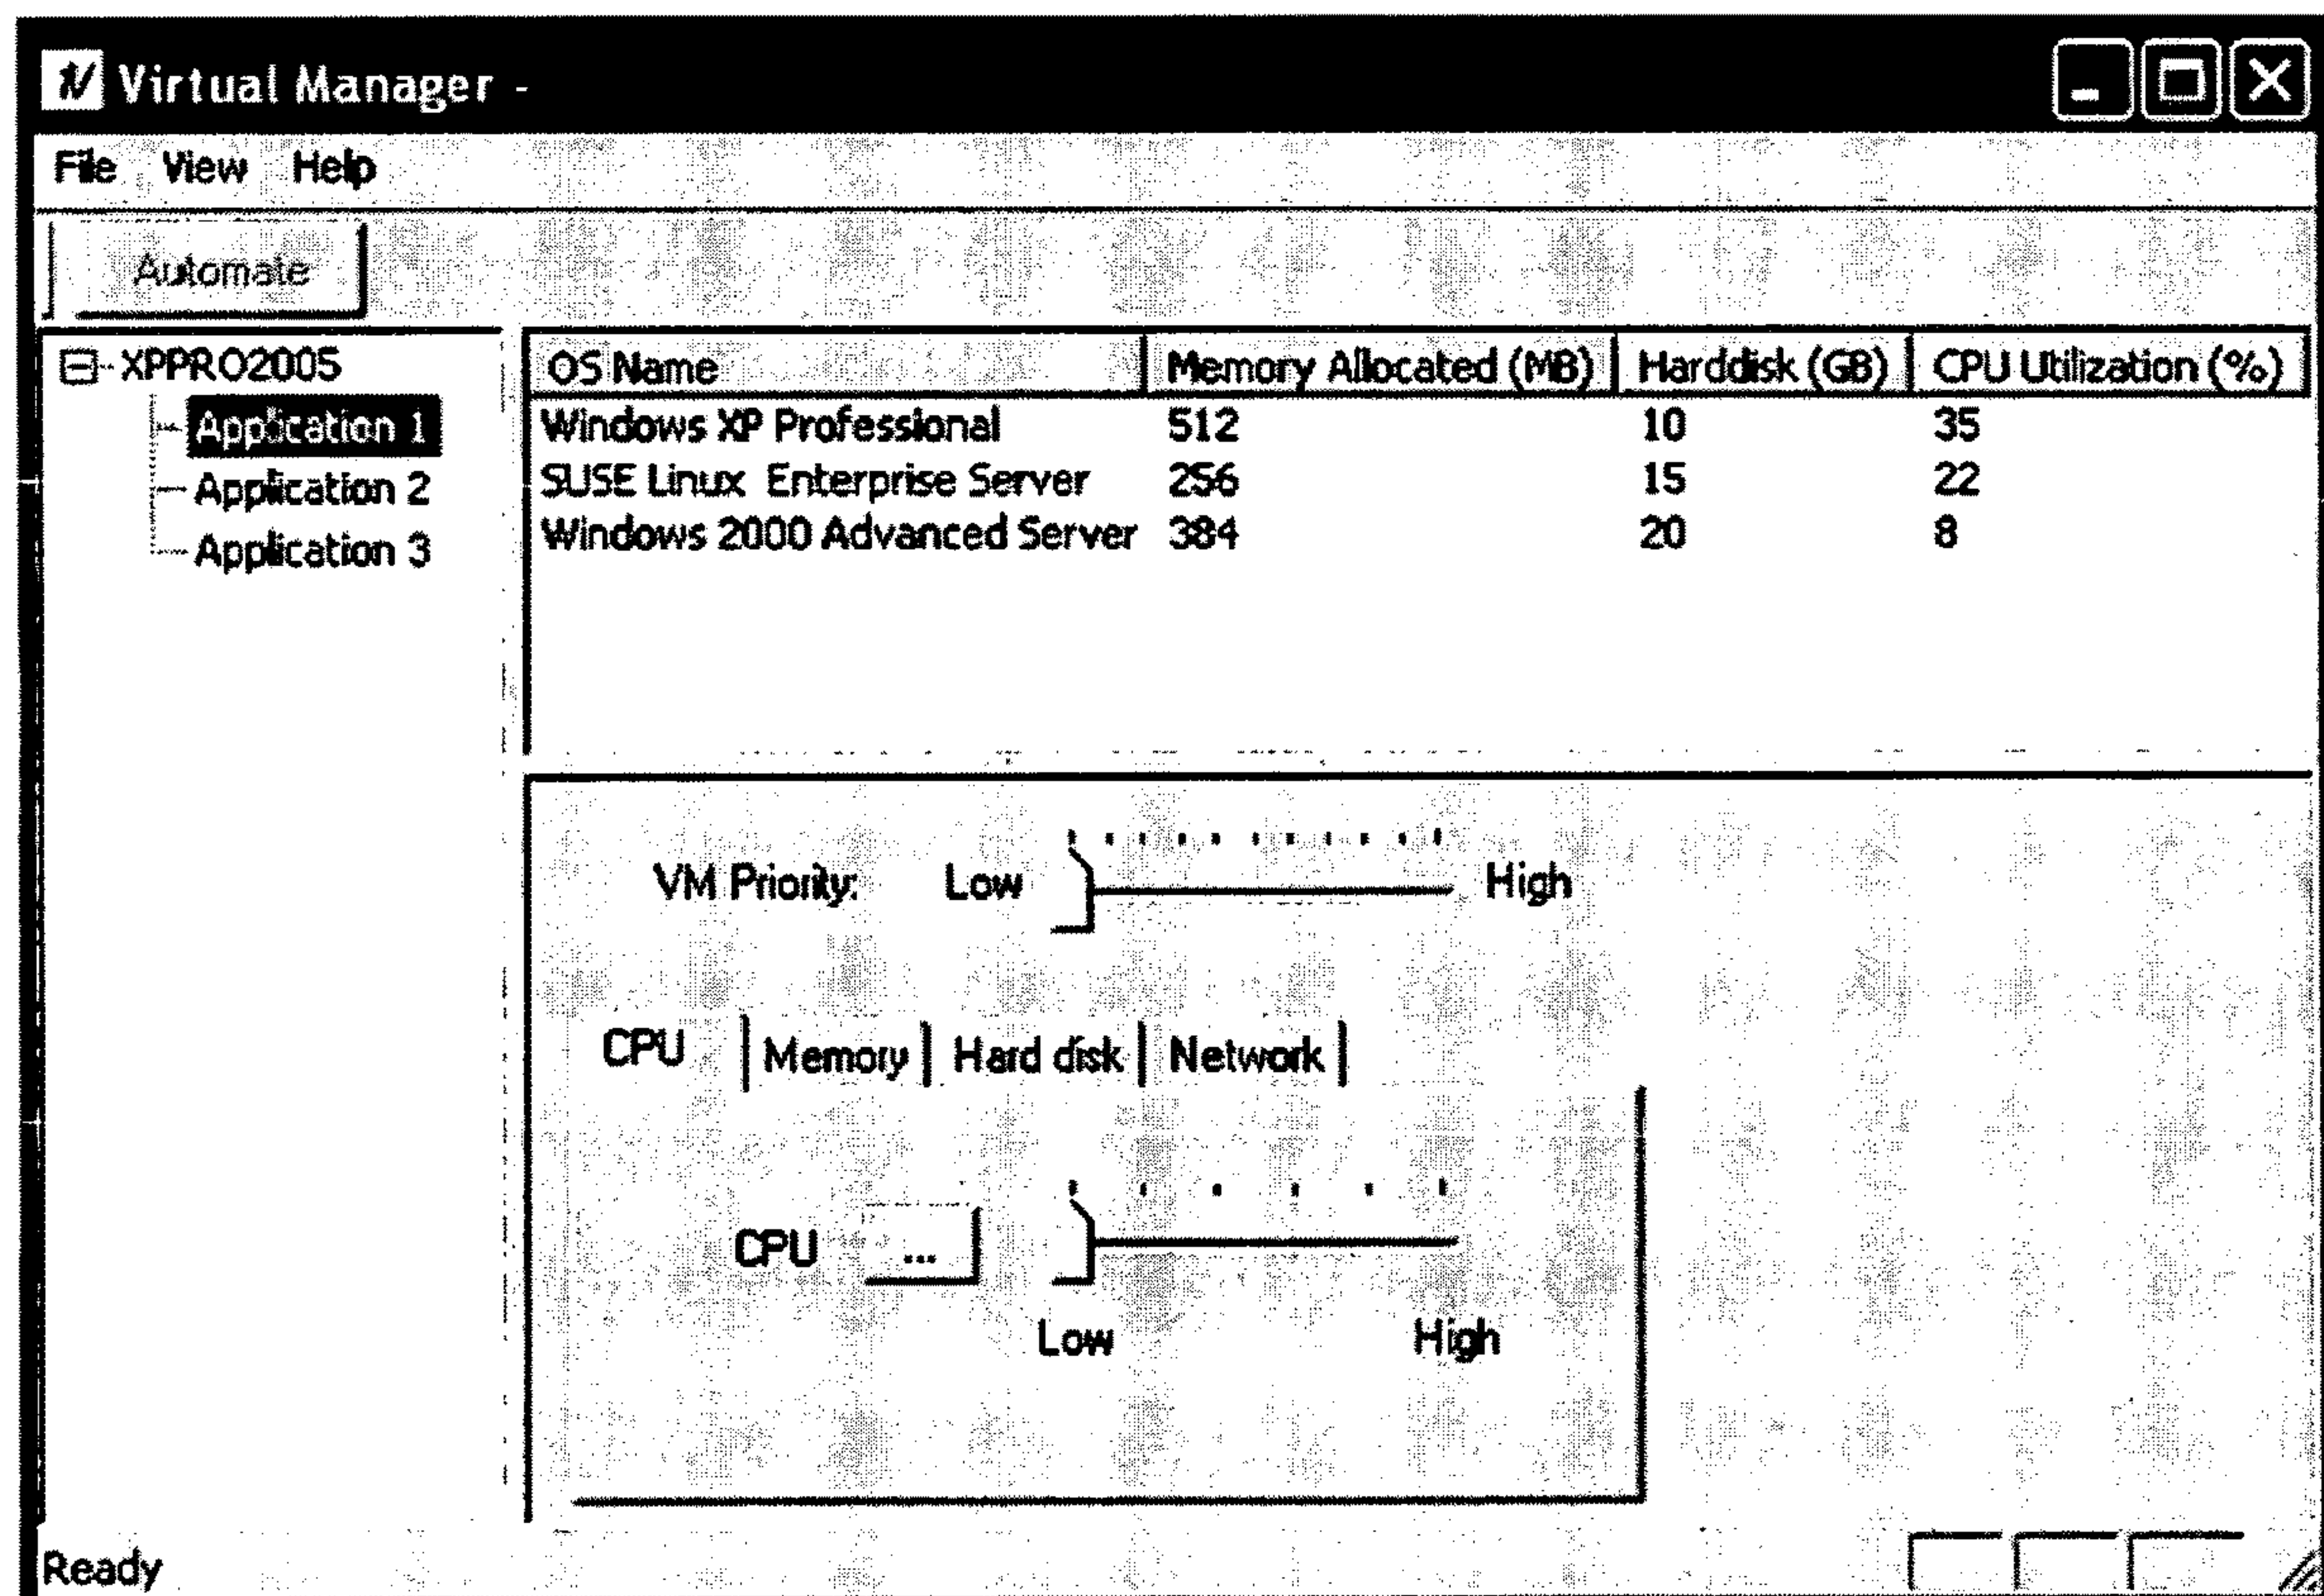 Virtual Manager -
File View Help
Automate
XPPRO2005
Application 1
Application 2
Application 3
OS Name Memory Allocated (MB) Harddisk (GB) CPU Utilization (%)
Windows XP Professional 512 10 35
SUSE Linux Enterprise Server 256 15 22
Windows 2000 Advanced Server 384 20 8
VM Priority: Low High
CPU Memory Hard disk Network
CPU ...
Low High
Ready